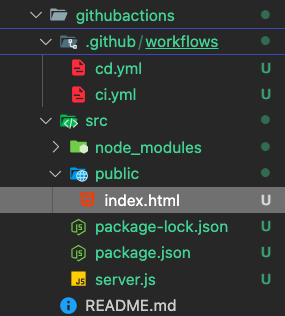 githubactions
.github/workflows
cd.yml U
ci.yml U
src
node_modules
public
index.html U
package-lock.json U
package.json U
JS server.js U
README.md